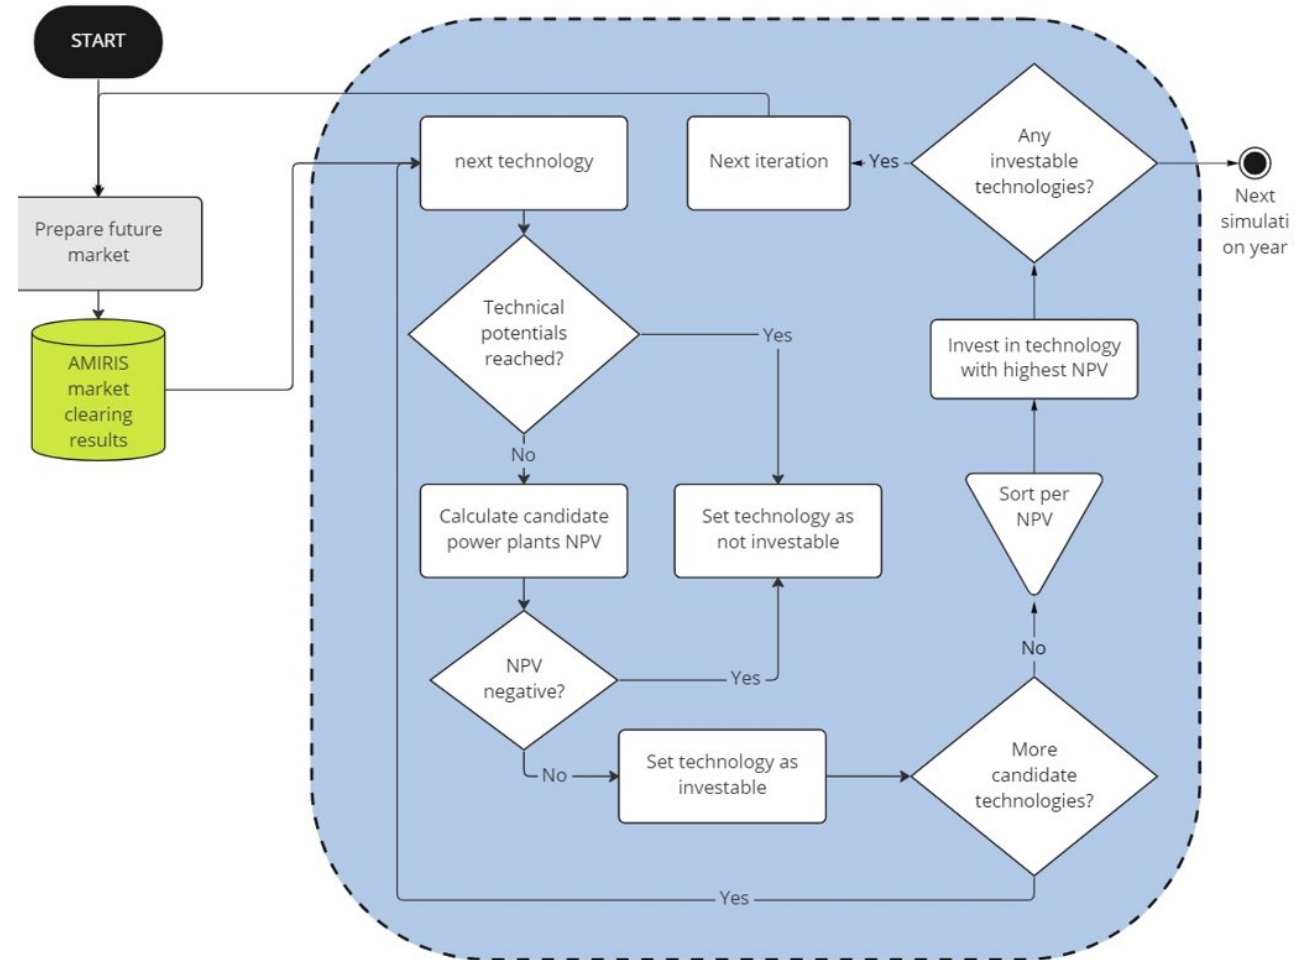 START
Prepare future
market
AMIRIS
market
clearing
results
next technology
Technical
potentials
reached?
Yes
No
Calculate candidate
power plants NPV
Set technology as
not investable
NPV
negative?
Yes
No
Set technology as
investable
More
candidate
technologies?
Yes
No
Sort per
NPV
Invest in technology
with highest NPV
Any
investable
technologies?
Yes
Next iteration
Next
simulati
on year